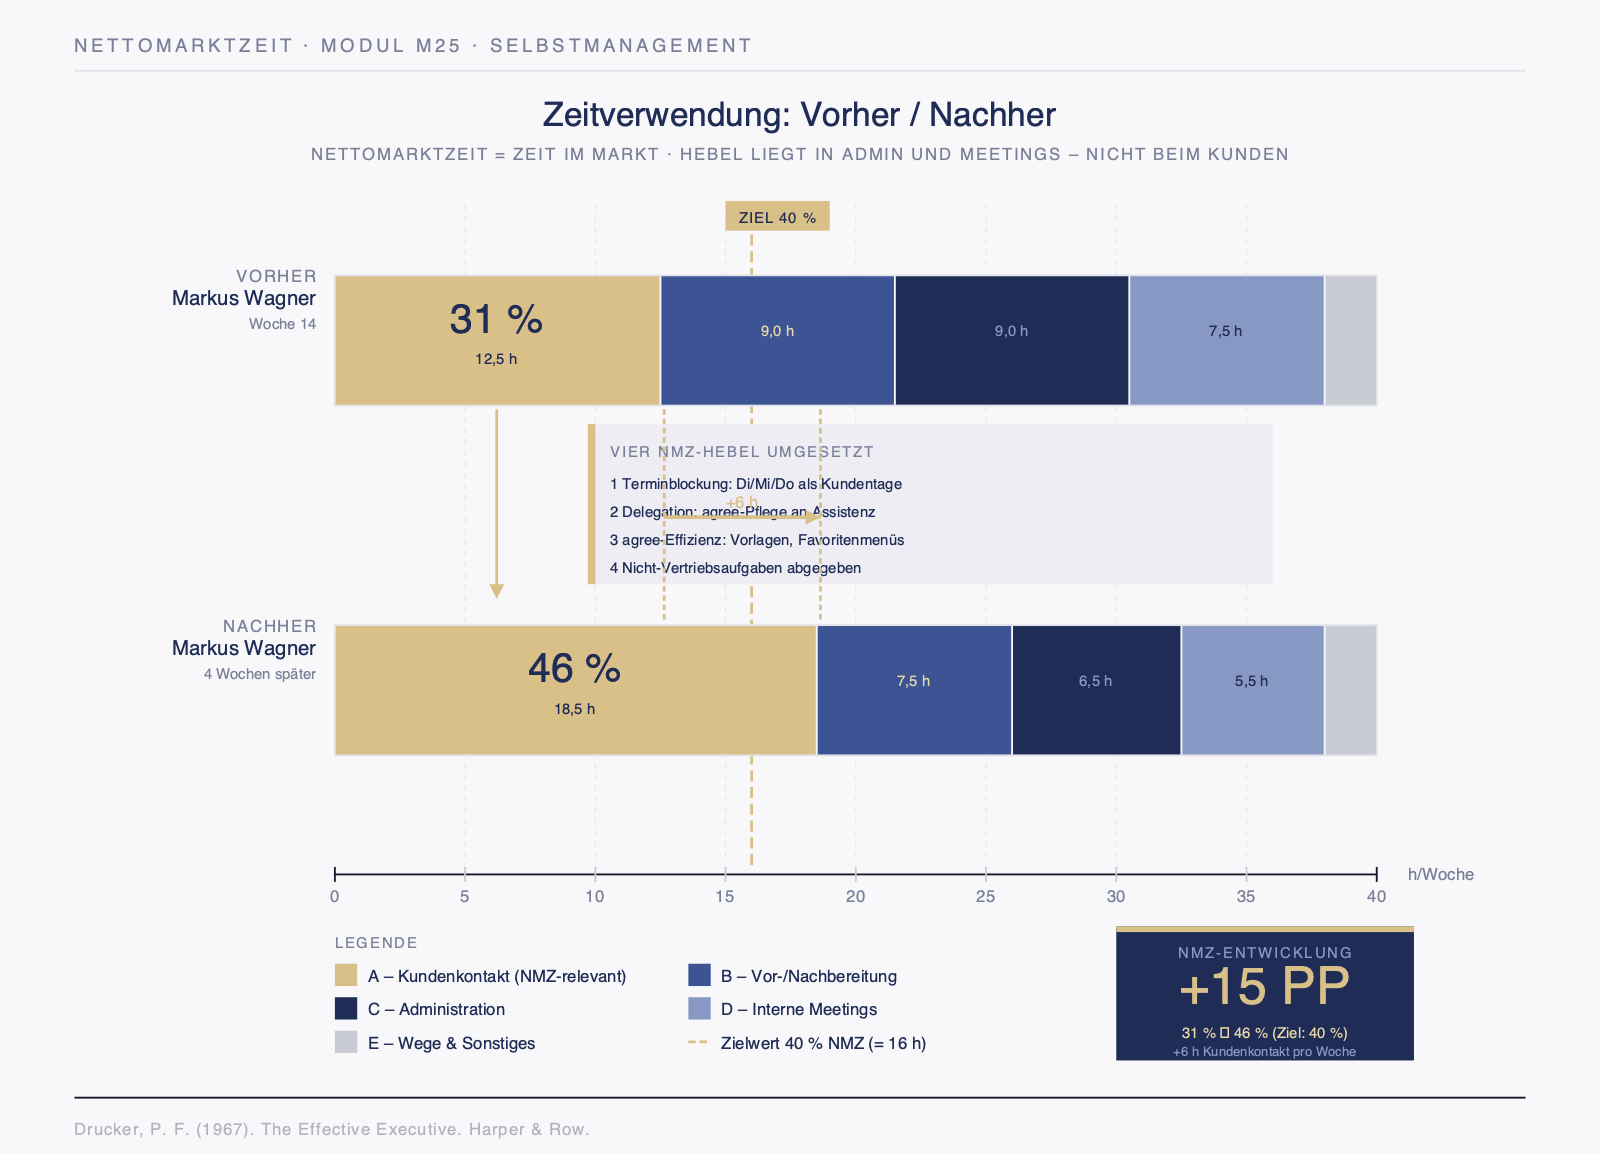 NETTOMARKTZEIT · MODUL M25 · SELBSTMANAGEMENT
Zeitverwendung: Vorher / Nachher
NETTOMARKTZEIT = ZEIT IM MARKT · HEBEL LIEGT IN ADMIN UND MEETINGS – NICHT BEIM KUNDEN
ZIEL 40 %
VORHER
Markus Wagner
Woche 14
31 %
12,5 h
9,0 h
9,0 h
7,5 h
VIER NMZ-HEBEL UMGESETZT
1 Terminblockung: Di/Mi/Do als Kundentage
+6 h
2 Delegation: agree-Pflege an Assistenz
3 agree-Effizienz: Vorlagen, Favoritenmenüs
4 Nicht-Vertriebsaufgaben abgegeben
NACHHER
Markus Wagner
4 Wochen später
46 %
18,5 h
7,5 h
6,5 h
5,5 h
0 5 10 15 20 25 30 35 40 h/Woche
LEGENDE
A – Kundenkontakt (NMZ-relevant)
B – Vor-/Nachbereitung
C – Administration
D – Interne Meetings
E – Wege & Sonstiges
Zielwert 40 % NMZ (= 16 h)
NMZ-ENTWICKLUNG
+15 PP
31 % 46 % (Ziel: 40 %)
+6 h Kundenkontakt pro Woche
Drucker, P. F. (1967). The Effective Executive. Harper & Row.